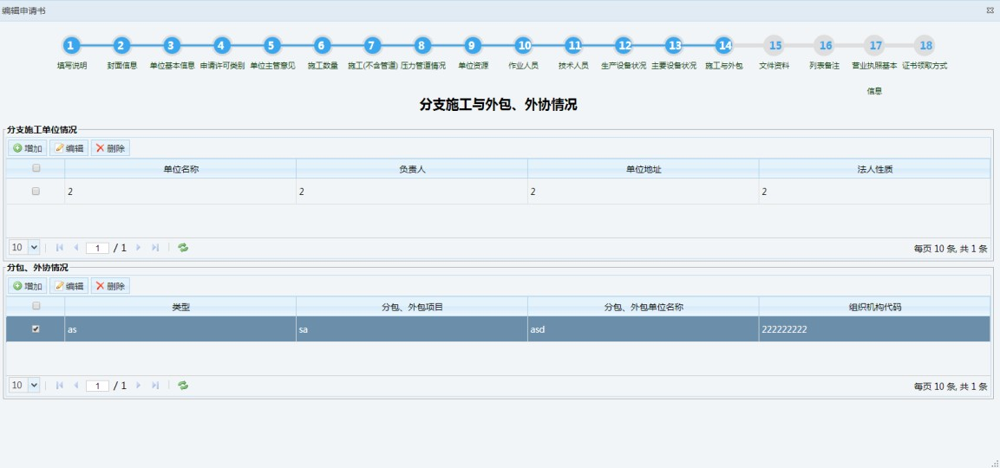 编辑申请书
1 2 3 4 5 6 7 8 9 10 11 12 13 14 15 16 17 18
填写说明 封面信息 单位基本信息 申请许可类别 单位主管意见 施工数量 施工(不含管道) 压力管道情况 单位资源 作业人员 技术人员 生产设备状况 主要设备状况 施工与外包 文件资料 列表备注 营业执照基本 证书领取方式
信息
分支施工与外包、外协情况
分支施工单位情况
增加 编辑 删除
单位名称 负责人 单位地址 法人性质
2 2 2 2
10 1 / 1 每页 10 条, 共 1 条
分包、外协情况
增加 编辑 删除
类型 分包、外包项目 分包、外包单位名称 组织机构代码
as sa asd 222222222
10 1 / 1 每页 10 条, 共 1 条